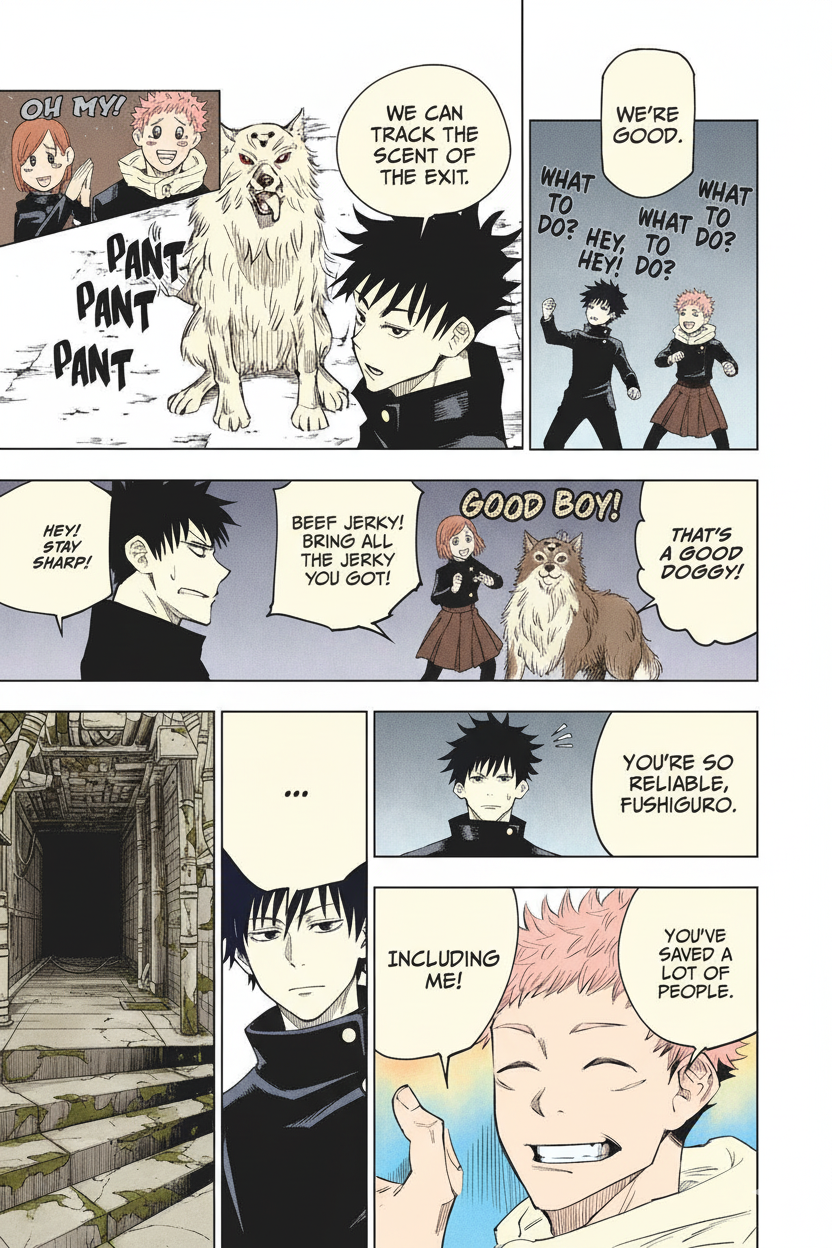 WE'RE
GOOD.
WHAT
TO
DO?
WHAT
TO
DO?
HEY,
HEY!
WHAT
TO
DO?
WE CAN
TRACK THE
SCENT OF
THE EXIT.
OH MY!
PANT
PANT
PANT
THAT'S
A GOOD
DOGGY!
GOOD BOY!
BEEF JERKY!
BRING ALL
THE JERKY
YOU GOT!
HEY!
STAY
SHARP!
YOU'RE SO
RELIABLE,
FUSHIGURO.
YOU'VE
SAVED A
LOT OF
PEOPLE.
INCLUDING
ME!
...